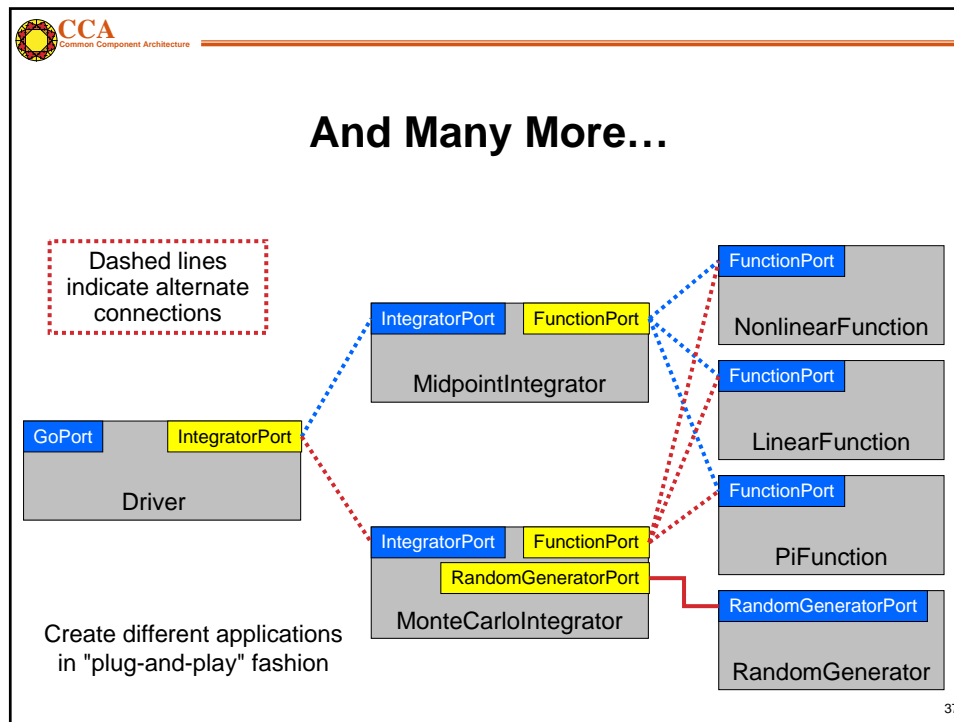 CCA
Common Component Architecture
And Many More…
Dashed lines
indicate alternate
connections
GoPort
IntegratorPort
Driver
IntegratorPort
FunctionPort
MidpointIntegrator
IntegratorPort
FunctionPort
RandomGeneratorPort
MonteCarloIntegrator
FunctionPort
NonlinearFunction
FunctionPort
LinearFunction
FunctionPort
PiFunction
RandomGeneratorPort
RandomGenerator
Create different applications
in "plug-and-play" fashion
37